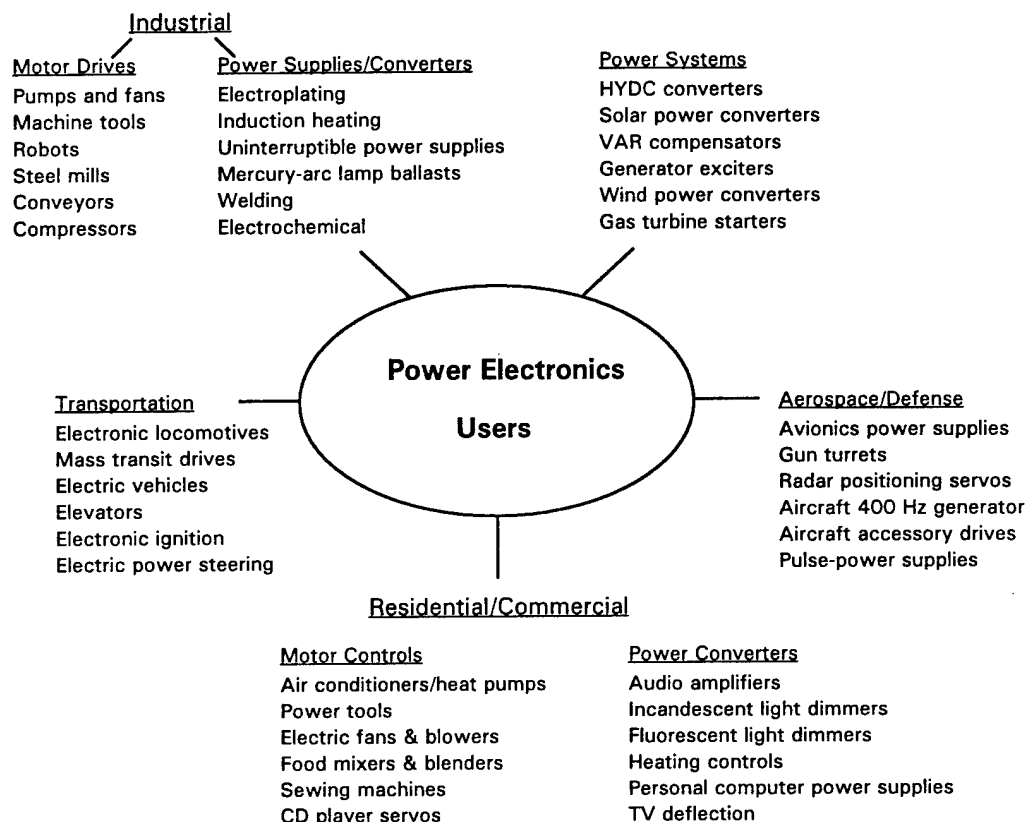 Industrial
Motor Drives
Pumps and fans
Machine tools
Robots
Steel mills
Conveyors
Compressors
Power Supplies/Converters
Electroplating
Induction heating
Uninterruptible power supplies
Mercury-arc lamp ballasts
Welding
Electrochemical
Power Systems
HYDC converters
Solar power converters
VAR compensators
Generator exciters
Wind power converters
Gas turbine starters
Power Electronics
Users
Transportation
Electronic locomotives
Mass transit drives
Electric vehicles
Elevators
Electronic ignition
Electric power steering
Aerospace/Defense
Avionics power supplies
Gun turrets
Radar positioning servos
Aircraft 400 Hz generator
Aircraft accessory drives
Pulse-power supplies
Residential/Commercial
Motor Controls
Air conditioners/heat pumps
Power tools
Electric fans & blowers
Food mixers & blenders
Sewing machines
CD player servos
Power Converters
Audio amplifiers
Incandescent light dimmers
Fluorescent light dimmers
Heating controls
Personal computer power supplies
TV deflection